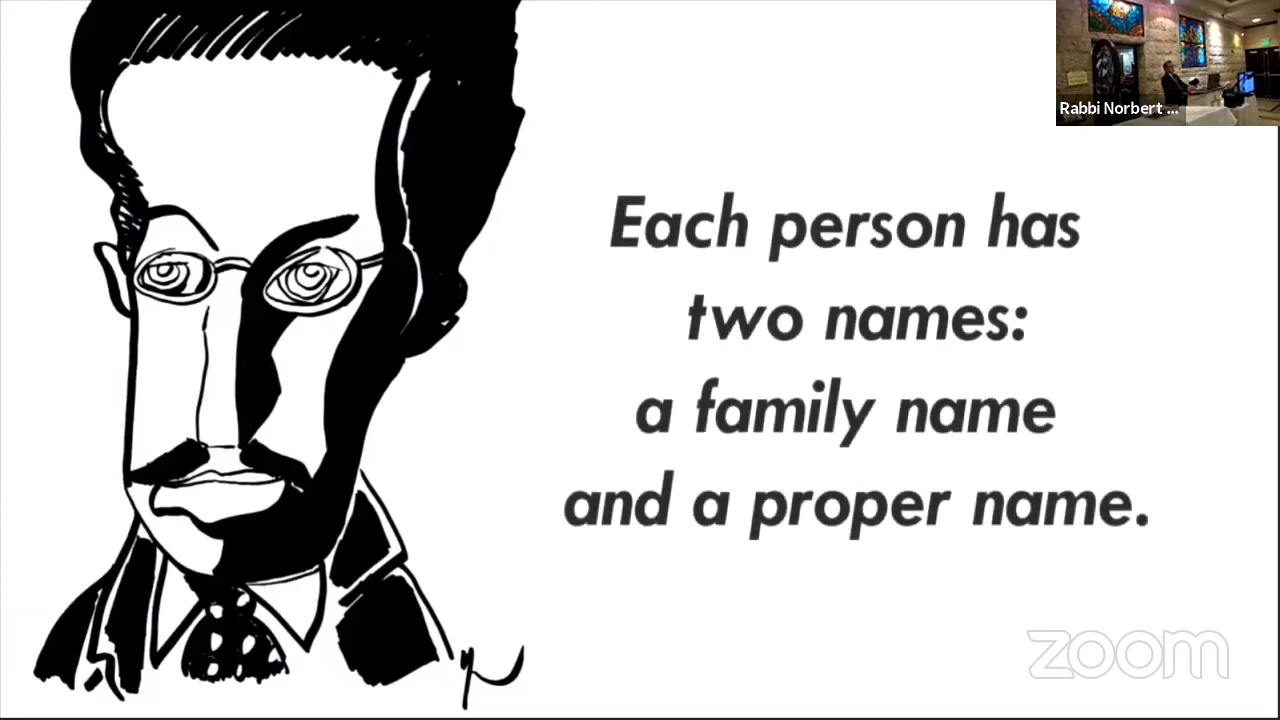 Rabbi Norbert ...
Each person has
two names:
a family name
and a proper name.
zoom